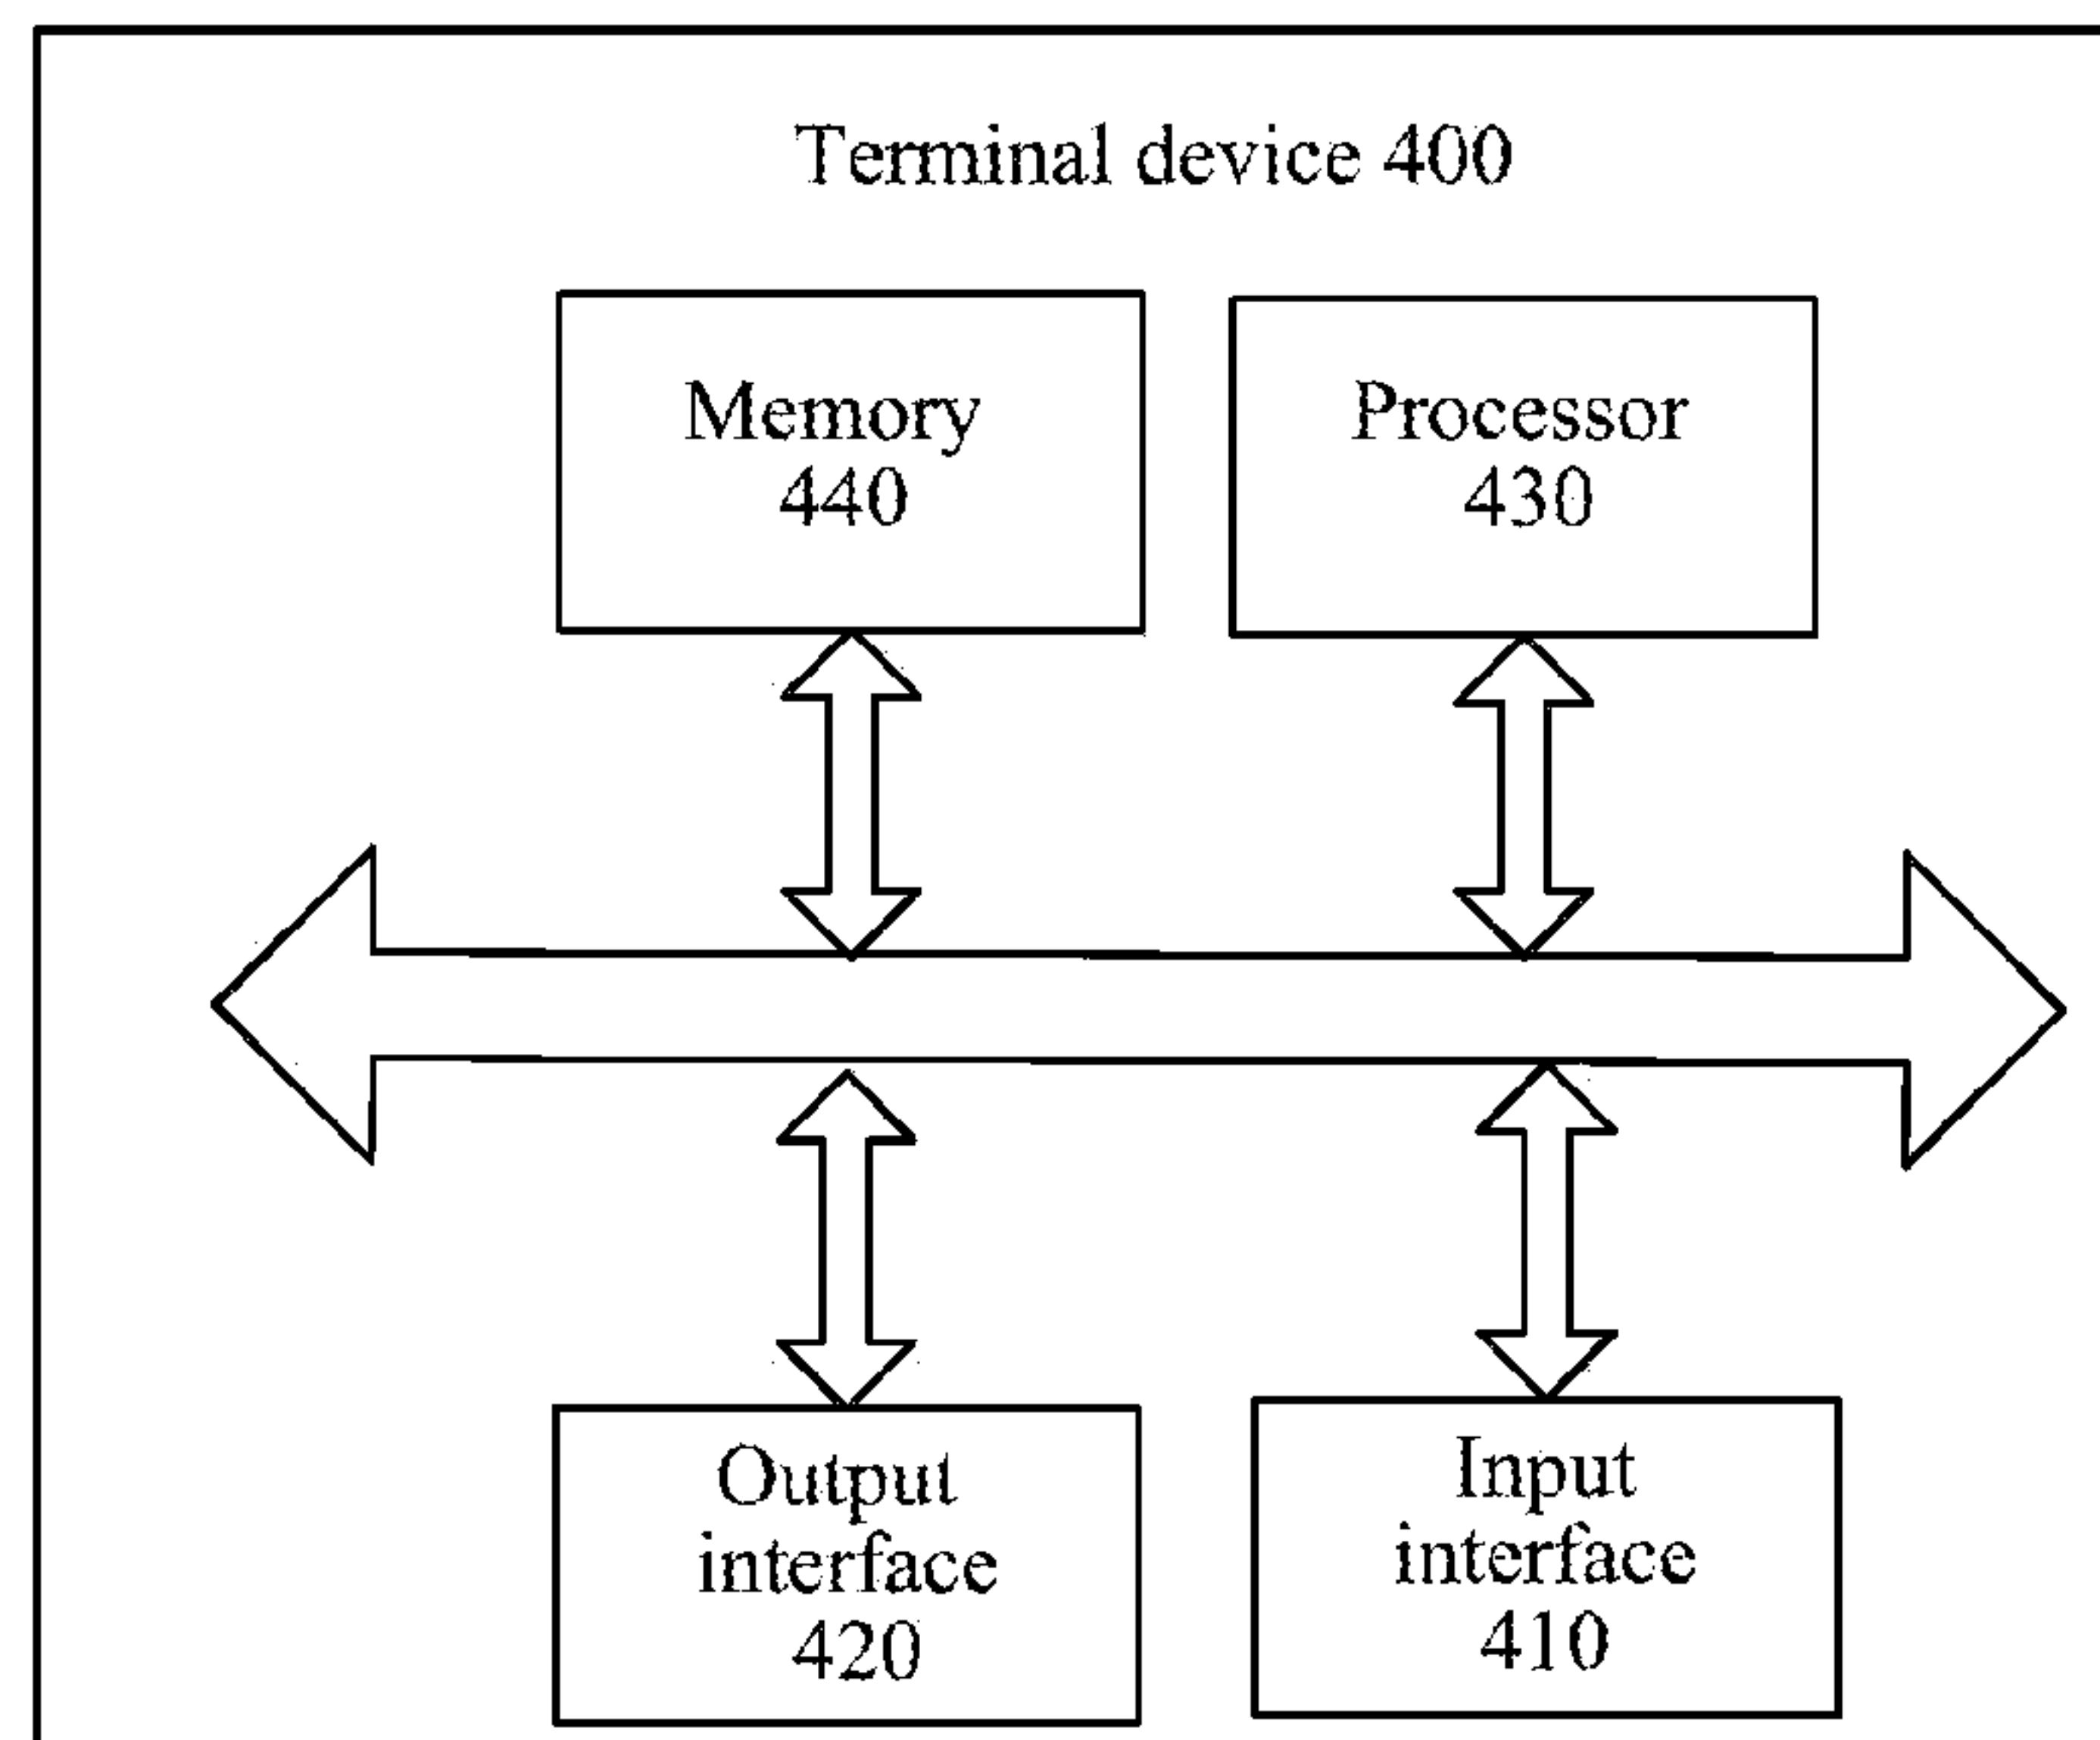 Terminal device 400
Memory
440
Processor
430
Output
interface
420
Input
interface
410